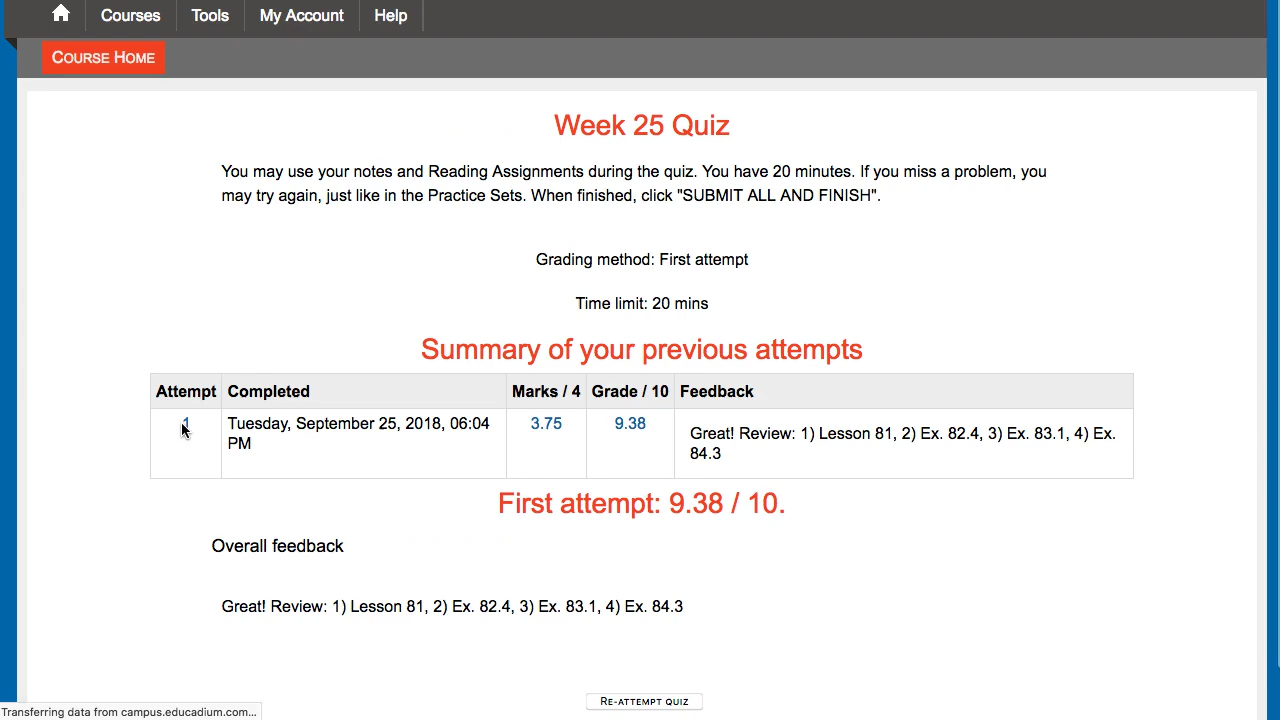 Courses Tools My Account Help
COURSE HOME
Week 25 Quiz
You may use your notes and Reading Assignments during the quiz. You have 20 minutes. If you miss a problem, you
may try again, just like in the Practice Sets. When finished, click "SUBMIT ALL AND FINISH".
Grading method: First attempt
Time limit: 20 mins
Summary of your previous attempts
Attempt Completed Marks / 4 Grade / 10 Feedback
1 Tuesday, September 25, 2018, 06:04 3.75 9.38 Great! Review: 1) Lesson 81, 2) Ex. 82.4, 3) Ex. 83.1, 4) Ex.
PM 84.3
First attempt: 9.38 / 10.
Overall feedback
Great! Review: 1) Lesson 81, 2) Ex. 82.4, 3) Ex. 83.1, 4) Ex. 84.3
RE-ATTEMPT QUIZ
Transferring data from campus.educadium.com...